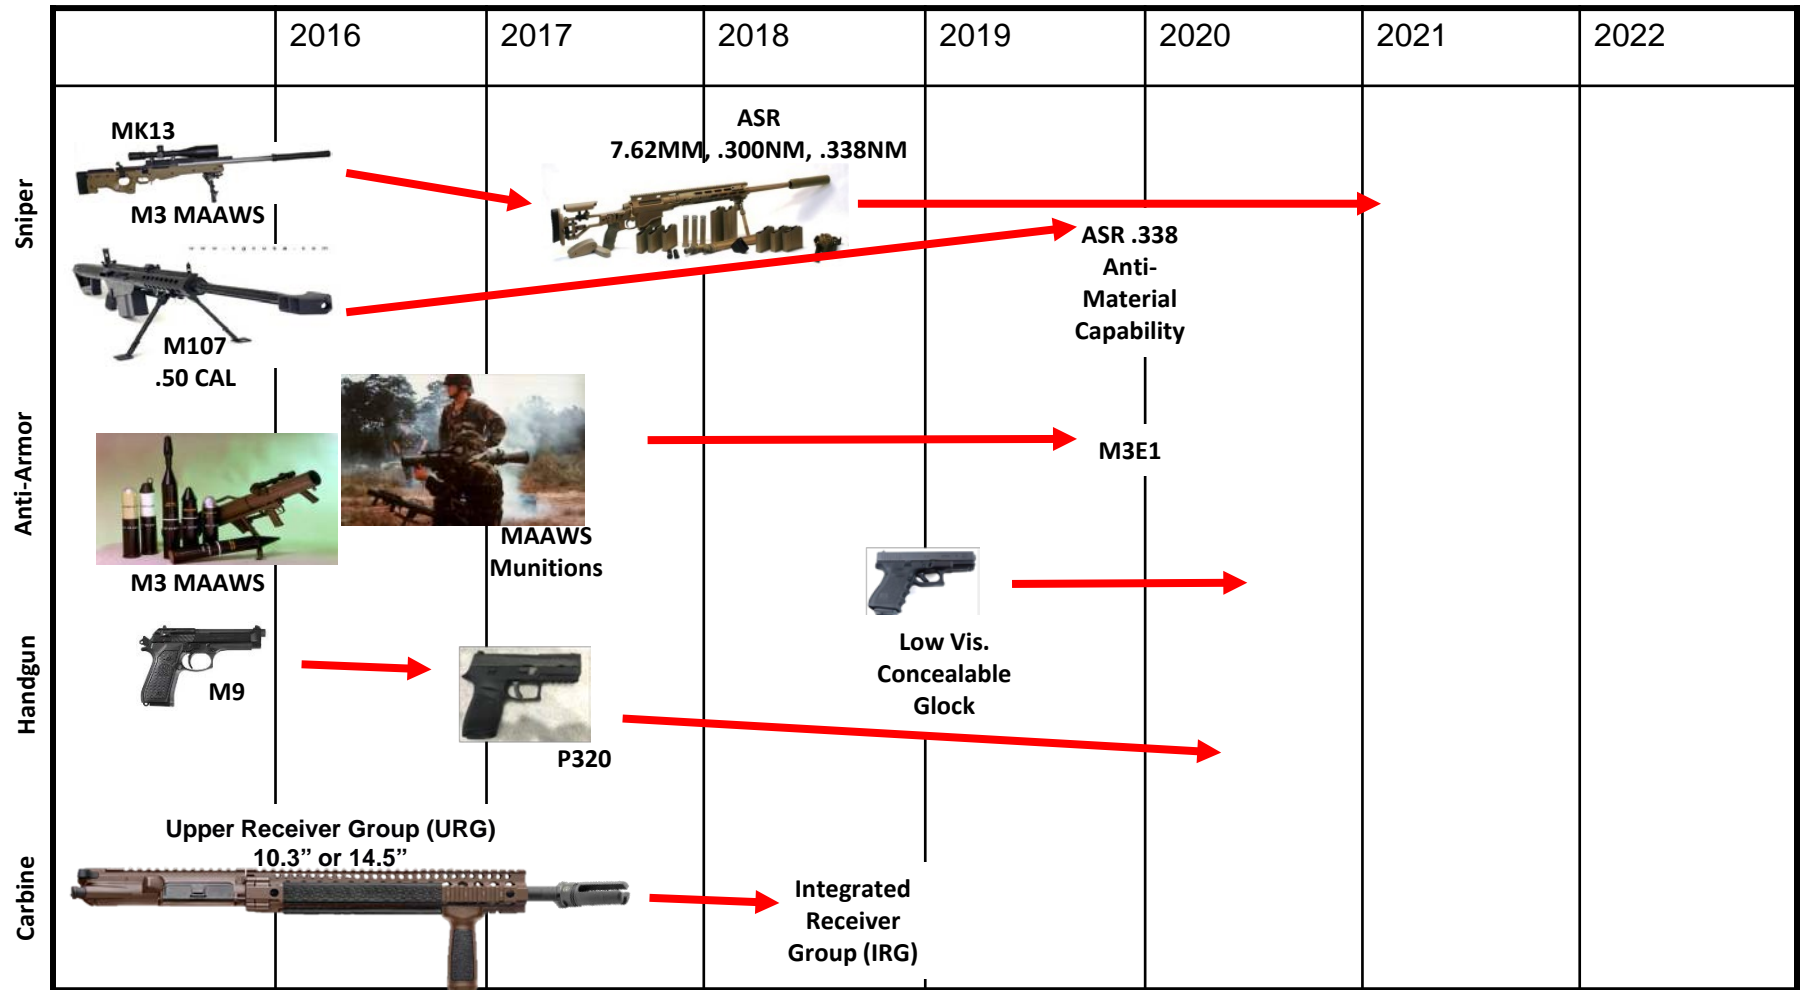 2016 2017 2018 2019 2020 2021 2022
Sniper
MK13
M3 MAAWS
M107
.50 CAL
ASR
7.62MM, .300NM, .338NM
ASR .338
Anti-
Material
Capability
Anti-Armor
M3 MAAWS
MAAWS
Munitions
M3E1
Handgun
M9
P320
Low Vis.
Concealable
Glock
Carbine
Upper Receiver Group (URG)
10.3” or 14.5”
Integrated
Receiver
Group (IRG)